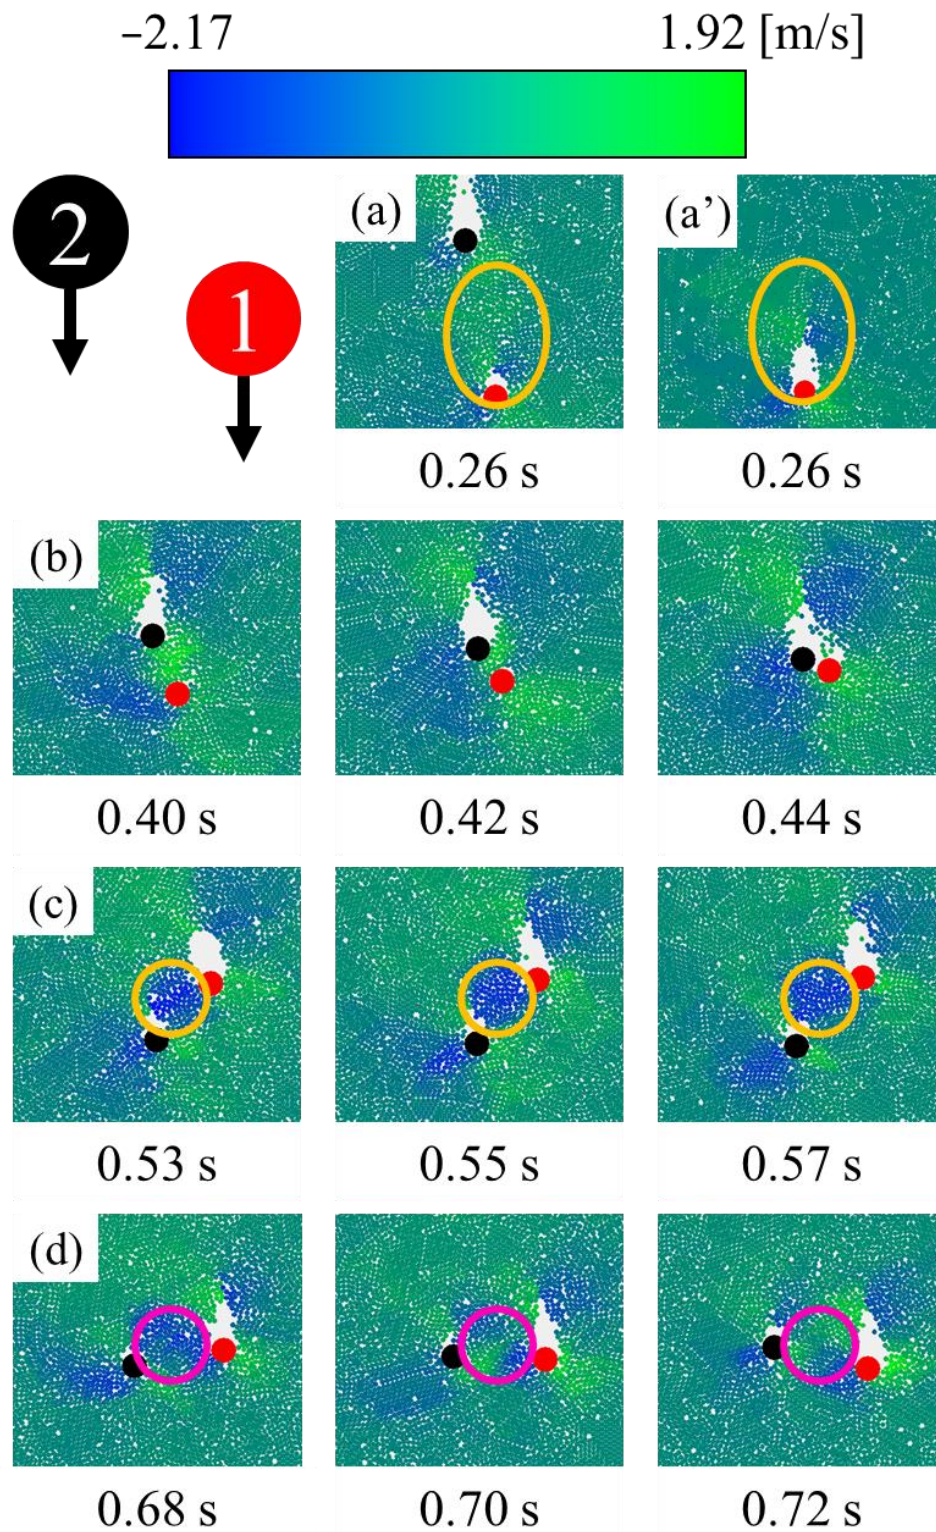 −2.17 1.92 [m/s]
2
1
(a) (a’)
0.26 s 0.26 s
(b)
0.40 s 0.42 s 0.44 s
(c)
0.53 s 0.55 s 0.57 s
(d)
0.68 s 0.70 s 0.72 s